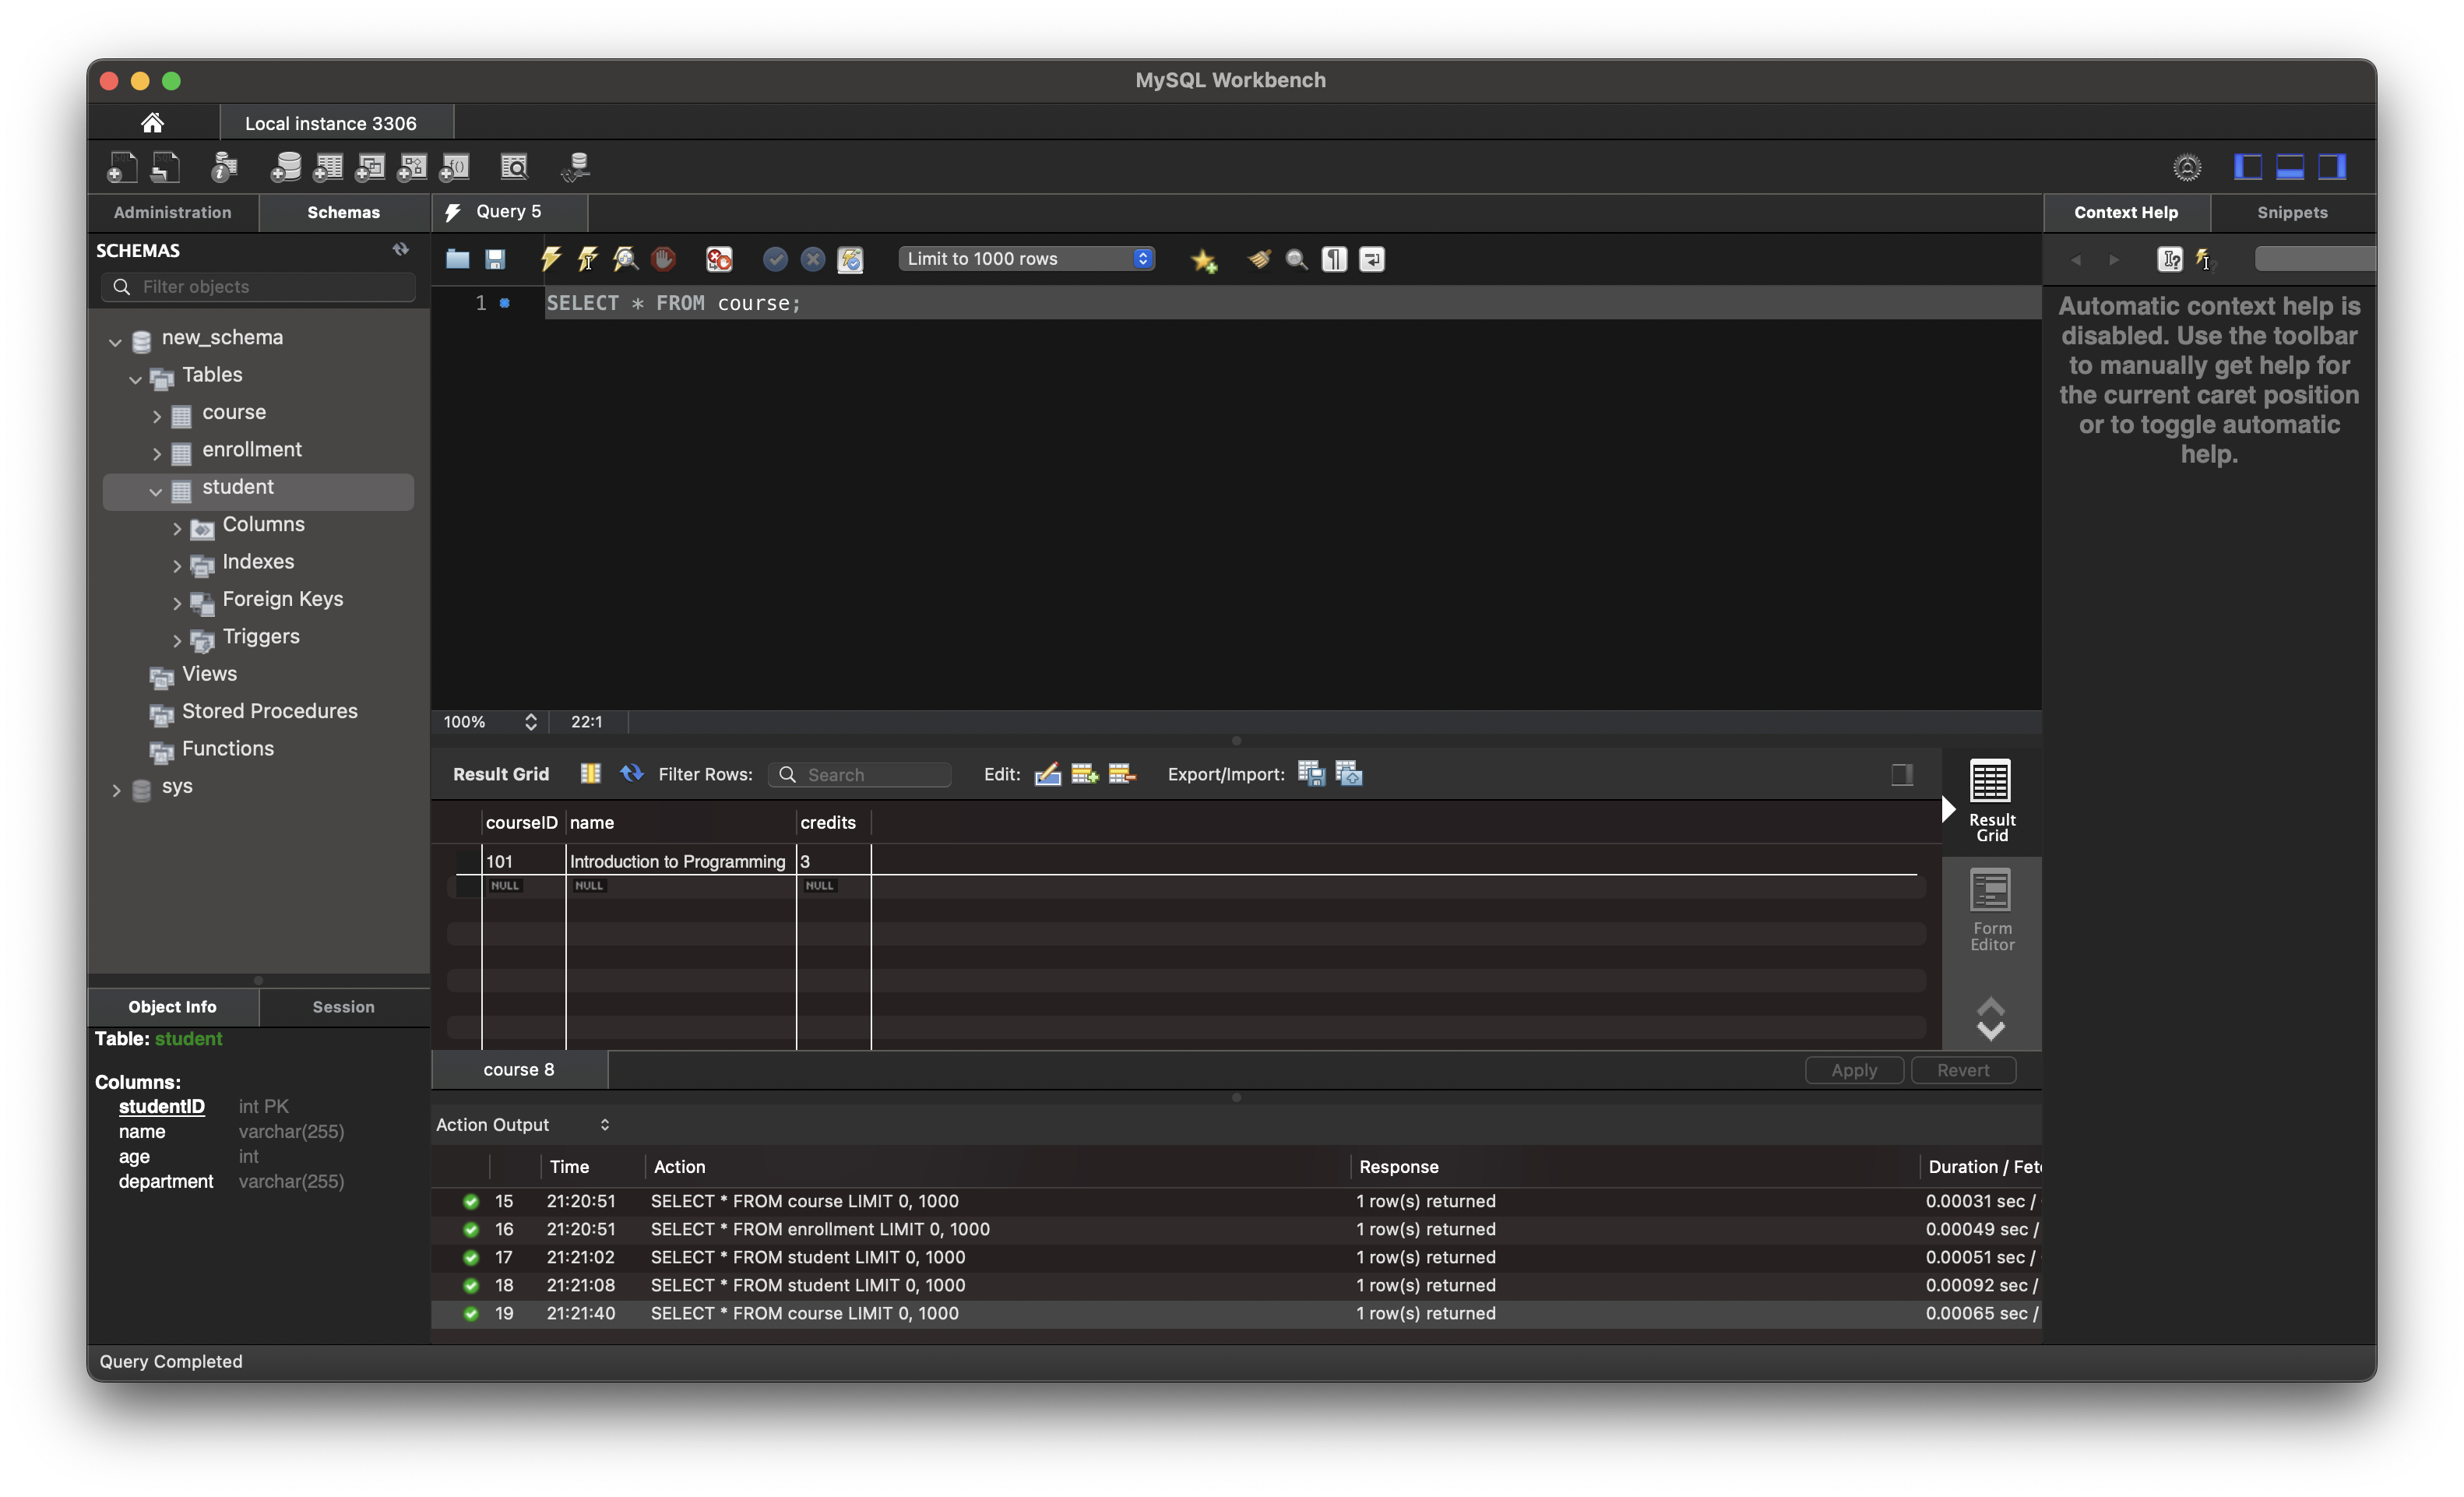 MySQL Workbench
Local instance 3306
Administration
Schemas
Query 5
Context Help
Snippets
SCHEMAS
Filter objects
Limit to 1000 rows
1
SELECT * FROM course;
Automatic context help is
disabled. Use the toolbar
to manually get help for
the current caret position
or to toggle automatic
help.
new_schema
Tables
course
enrollment
student
Columns
Indexes
Foreign Keys
Triggers
Views
Stored Procedures
Functions
sys
100%
22:1
Result Grid
Filter Rows:
Search
Edit:
Export/Import:
Result
Grid
Form
Editor
courseID name credits
101 Introduction to Programming 3
NULL NULL NULL
course 8
Apply
Revert
Object Info
Session
Table: student
Columns:
studentID int PK
name varchar(255)
age int
department varchar(255)
Action Output
Time Action Response Duration / Fet
15 21:20:51 SELECT * FROM course LIMIT 0, 1000 1 row(s) returned 0.00031 sec /
16 21:20:51 SELECT * FROM enrollment LIMIT 0, 1000 1 row(s) returned 0.00049 sec /
17 21:21:02 SELECT * FROM student LIMIT 0, 1000 1 row(s) returned 0.00051 sec /
18 21:21:08 SELECT * FROM student LIMIT 0, 1000 1 row(s) returned 0.00092 sec /
19 21:21:40 SELECT * FROM course LIMIT 0, 1000 1 row(s) returned 0.00065 sec /
Query Completed